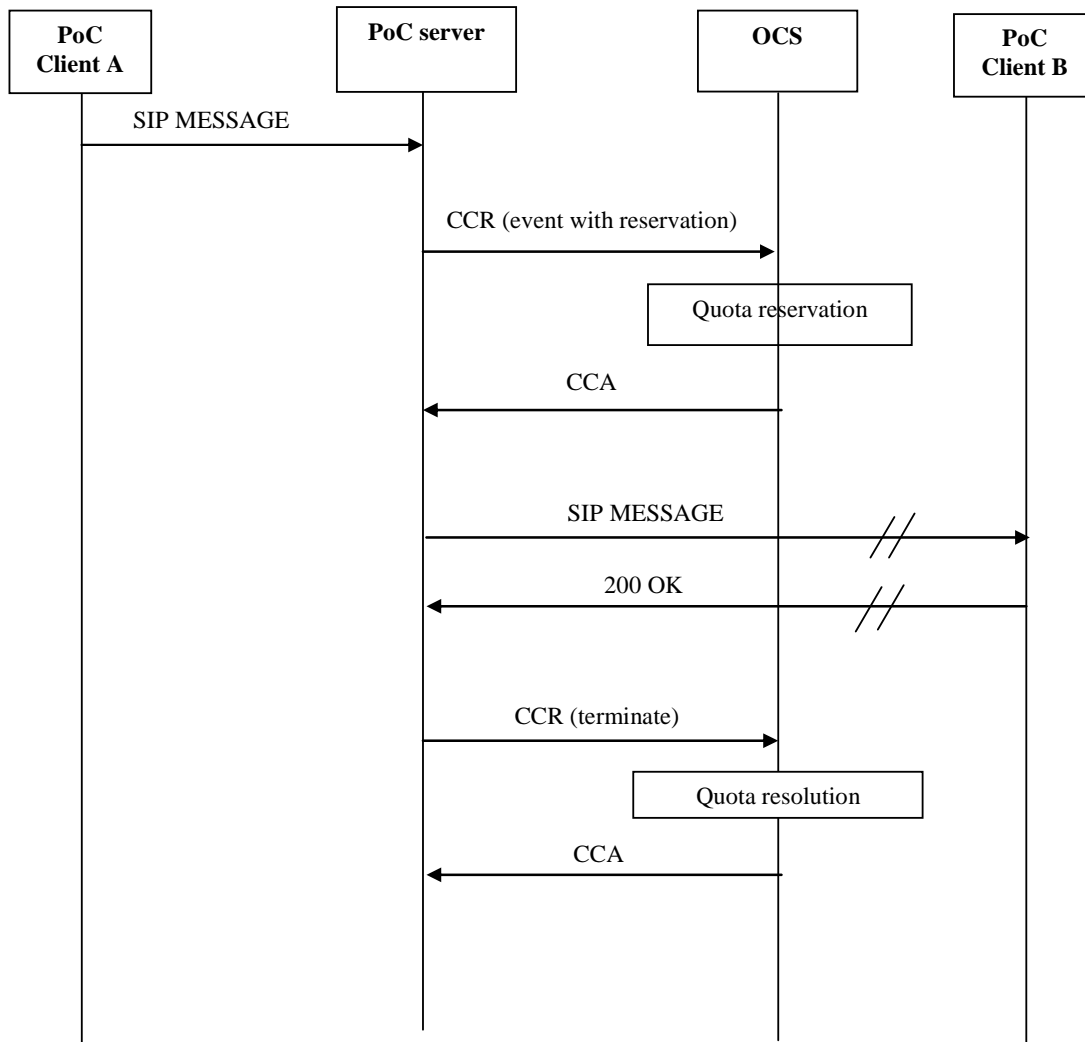 PoC
Client A
PoC server
OCS
PoC
Client B
SIP MESSAGE
CCR (event with reservation)
Quota reservation
CCA
SIP MESSAGE
200 OK
CCR (terminate)
Quota resolution
CCA